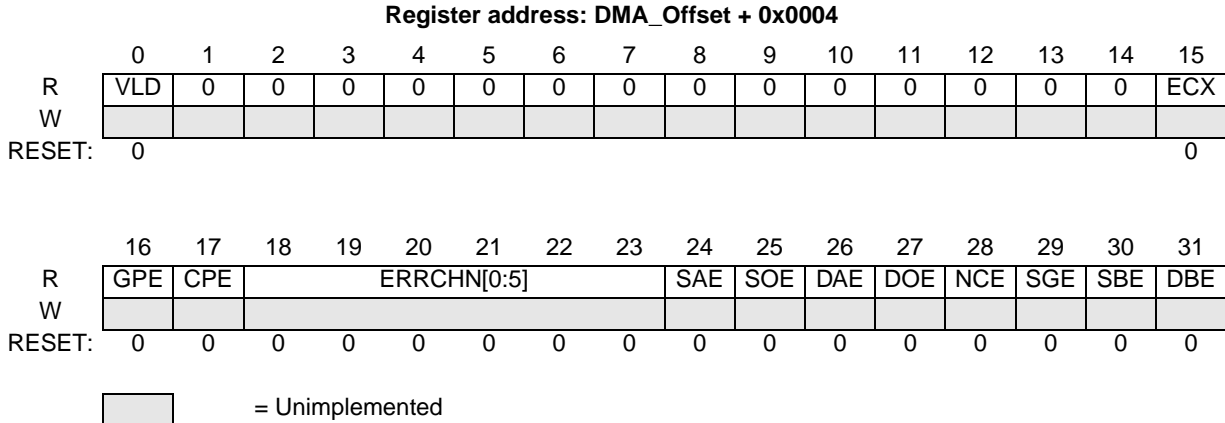 Register address: DMA_Offset + 0x0004
0 1 2 3 4 5 6 7 8 9 10 11 12 13 14 15
R VLD 0 0 0 0 0 0 0 0 0 0 0 0 0 0 ECX
W
RESET: 0 0
16 17 18 19 20 21 22 23 24 25 26 27 28 29 30 31
R GPE CPE ERRCHN[0:5] SAE SOE DAE DOE NCE SGE SBE DBE
W
RESET: 0 0 0 0 0 0 0 0 0 0 0 0 0 0 0 0
= Unimplemented